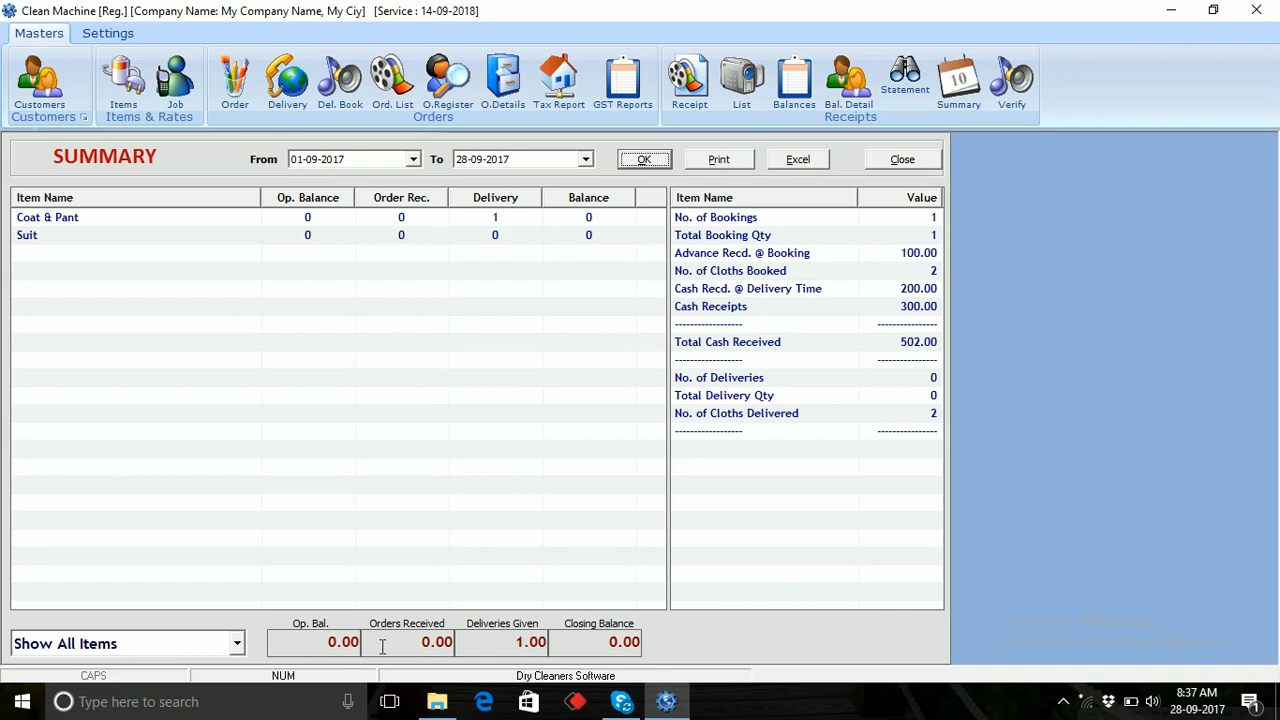 Clean Machine [Reg.] [Company Name: My Company Name, My Ciy] [Service : 14-09-2018]
Masters Settings
Customers Items Job Order Delivery Del. Book Ord. List O.Register O.Details Tax Report GST Reports Receipt List Balances Bal. Detail Statement Summary Verify
Customers Items & Rates Orders Receipts
SUMMARY From 01-09-2017 To 28-09-2017 OK Print Excel Close
Item Name Op. Balance Order Rec. Delivery Balance Item Name Value
Coat & Pant 0 0 1 0 No. of Bookings 1
Suit 0 0 0 0 Total Booking Qty 1
Advance Recd. @ Booking 100.00
No. of Cloths Booked 2
Cash Recd. @ Delivery Time 200.00
Cash Receipts 300.00
----------------- ---------------
Total Cash Received 502.00
----------------- ---------------
No. of Deliveries 0
Total Delivery Qty 0
No. of Cloths Delivered 2
----------------- ---------------
Op. Bal. Orders Received Deliveries Given Closing Balance
Show All Items 0.00 0.00 1.00 0.00
CAPS NUM Dry Cleaners Software
Type here to search
8:37 AM
28-09-2017